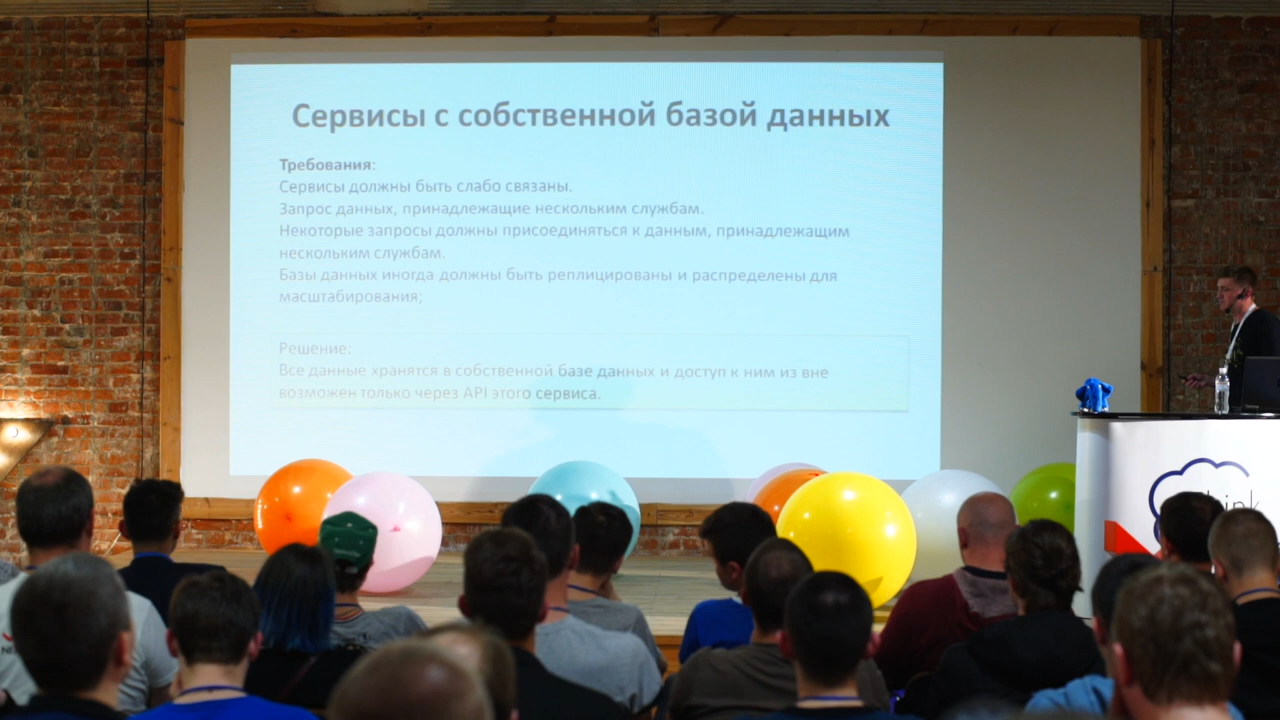 Сервисы с собственной базой данных
Требования:
Сервисы должны быть слабо связаны.
Запрос данных, принадлежащие нескольким службам.
Некоторые запросы должны присоединяться к данным, принадлежащим
нескольким службам.
Базы данных иногда должны быть реплицированы и распределены для
масштабирования;
Решение:
Все данные хранятся в собственной базе данных и доступ к ним из вне
возможен только через API этого сервиса.